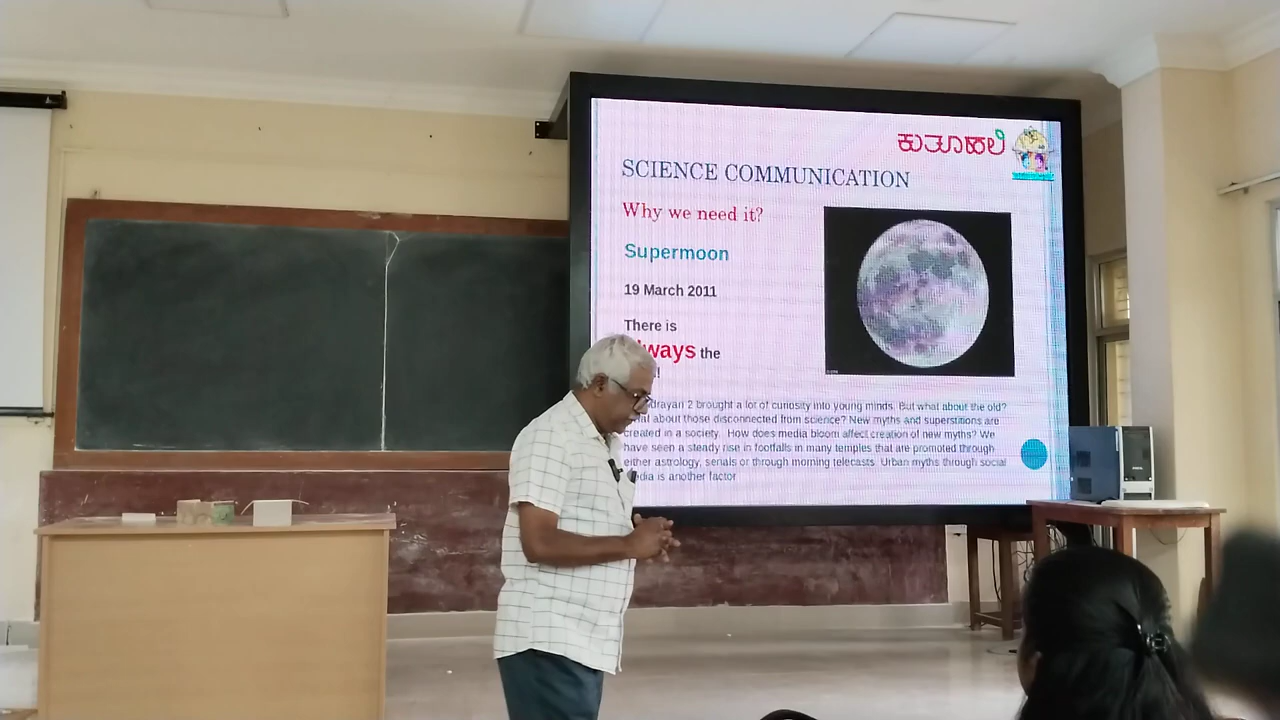 ಕುತೂಹಲಿ
SCIENCE COMMUNICATION
Why we need it?
Supermoon
19 March 2011
There is
ways the
!
drayan 2 brought a lot of curiosity into young minds. But what about the old?
about those disconnected from science? New myths and superstitions are
created in a society. How does media bloom affect creation of new myths? We
have seen a steady rise in footfalls in many temples that are promoted through
either astrology, serials or through morning telecasts. Urban myths through social
media is another factor